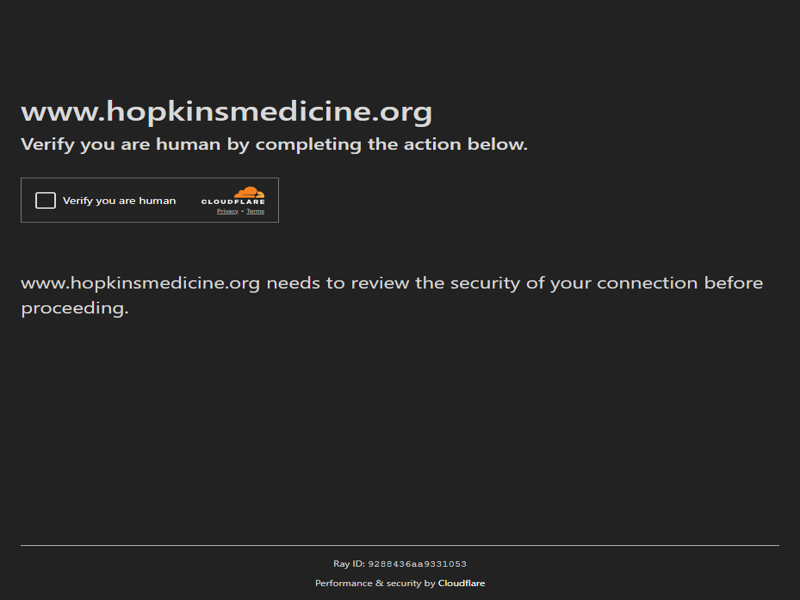 www.hopkinsmedicine.org
Verify you are human by completing the action below.
Verify you are human
CLOUDFLARE
Privacy • Terms
www.hopkinsmedicine.org needs to review the security of your connection before
proceeding.
Ray ID: 9288436aa9331053
Performance & security by Cloudflare